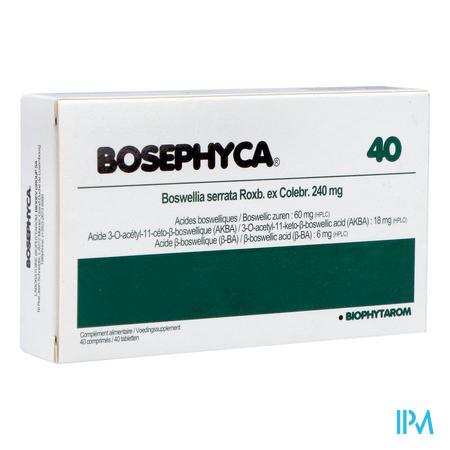 BOSEPHYCA®
40
Boswellia serrata Roxb. ex Colebr. 240 mg
Acides boswelliques / Boswellic zuren : 60 mg (HPLC)
Acide 3-O-acétyl-11-céto-β-boswellique (AKBA) / 3-O-acetyl-11-keto-β-boswellic acid (AKBA) : 18 mg (HPLC)
Acide β-boswellique (β-BA) / β-boswellic acid (β-BA) : 6 mg (HPLC)
Complément alimentaire / Voedingssupplement
40 comprimés / 40 tabletten
BIOPHYTAROM
BOSEPHYCA®
IPM